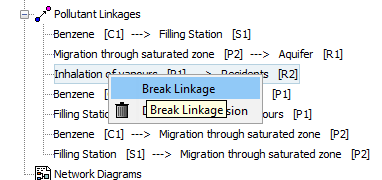 Pollutant Linkages
Benzene [C1] ---> Filling Station [S1]
Migration through saturated zone [P2] ---> Aquifer [R1]
Inhalation of vapours [P1] ---> Residents [R2]
Break Linkage
Benzene [P1]
Break Linkage
Filling [P1]
Benzene [C1] ---> Migration through saturated zone [P2]
Filling Station [S1] ---> Migration through saturated zone [P2]
Network Diagrams